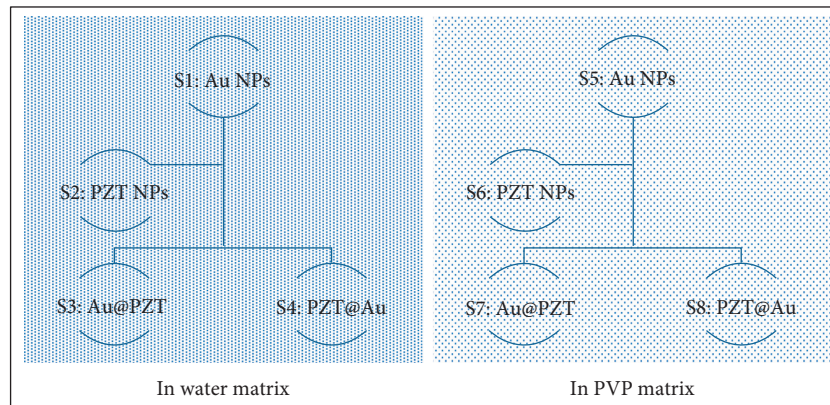 S1: Au NPs
S2: PZT NPs
S3: Au@PZT
S4: PZT@Au
In water matrix
S5: Au NPs
S6: PZT NPs
S7: Au@PZT
S8: PZT@Au
In PVP matrix